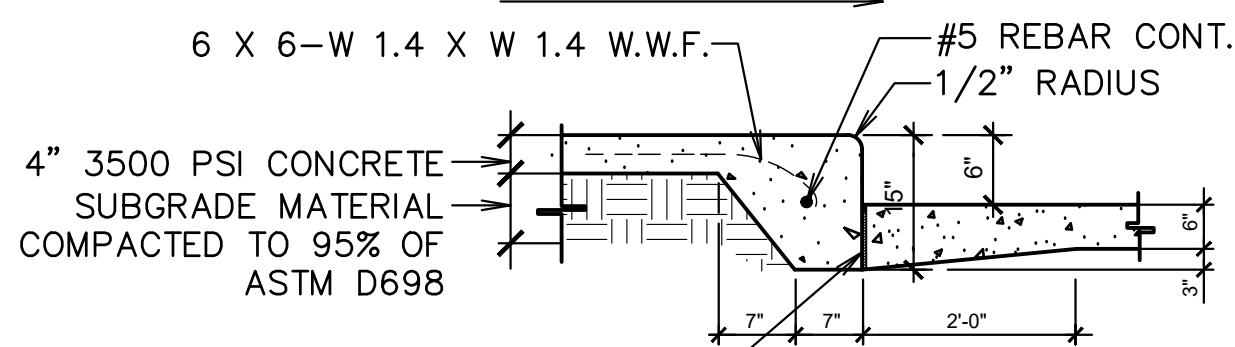 6 X 6-W 1.4 X W 1.4 W.W.F.
#5 REBAR CONT.
1/2" RADIUS
4" 3500 PSI CONCRETE
SUBGRADE MATERIAL
COMPACTED TO 95% OF
ASTM D698
15"
6"
6"
3"
7"
7"
2'-0"